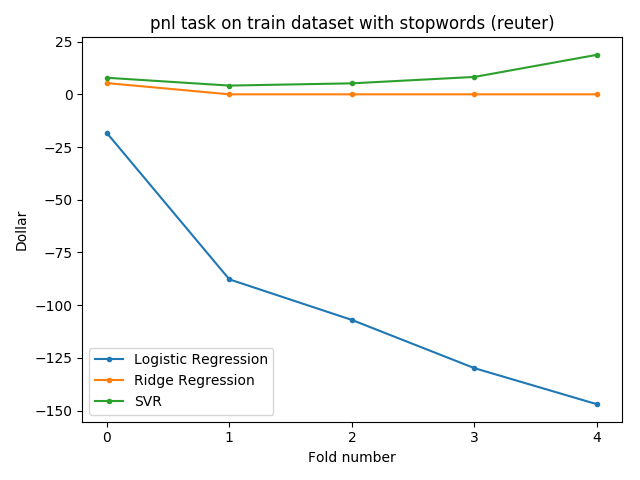 pnl task on train dataset with stopwords (reuter)
25
0
−25
−50
−75
−100
−125
−150
Dollar
Logistic Regression
Ridge Regression
SVR
0 1 2 3 4
Fold number